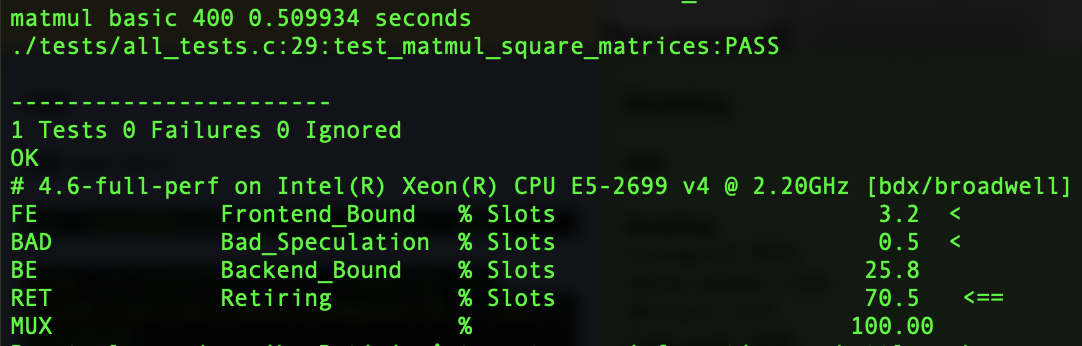 matmul basic 400 0.509934 seconds
./tests/all_tests.c:29:test_matmul_square_matrices:PASS
-----------------------
1 Tests 0 Failures 0 Ignored
OK
# 4.6-full-perf on Intel(R) Xeon(R) CPU E5-2699 v4 @ 2.20GHz [bdx/broadwell]
FE Frontend_Bound % Slots 3.2 <
BAD Bad_Speculation % Slots 0.5 <
BE Backend_Bound % Slots 25.8
RET Retiring % Slots 70.5 <==
MUX % 100.00